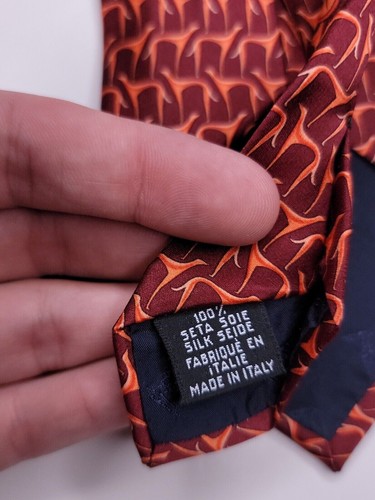 100%
SETA SOIE
SILK SEIDE
FABRIQUÉ EN
ITALIE
MADE IN ITALY